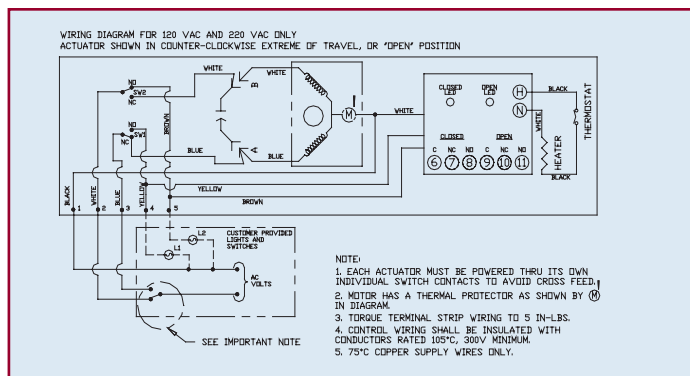 WIRING DIAGRAM FOR 120 VAC AND 220 VAC ONLY
ACTUATOR SHOWN IN COUNTER-CLOCKWISE EXTREME OF TRAVEL, OR "OPEN" POSITION
WHITE
WHITE
NO
SW2
NC
B
BROWN
NO
SW1
NC
A
BLUE
BLUE
M
!
WHITE
CLOSED LED
OPEN LED
H
N
BLACK
WHITE
HEATER
BLACK
THERMOSTAT
CLOSED
OPEN
C NC NO C NC NO
6 7 8 9 10 11
YELLOW
BROWN
BLACK
WHITE
BLUE
YELLOW
1 2 3 4 5
CUSTOMER PROVIDED
LIGHTS AND
SWITCHES
L2
L1
AC
VOLTS
SEE IMPORTANT NOTE
NOTE:
1. EACH ACTUATOR MUST BE POWERED THRU ITS OWN
INDIVIDUAL SWITCH CONTACTS TO AVOID CROSS FEED.
2. MOTOR HAS A THERMAL PROTECTOR AS SHOWN BY M!
IN DIAGRAM.
3. TORQUE TERMINAL STRIP WIRING TO 5 IN-LBS.
4. CONTROL WIRING SHALL BE INSULATED WITH
CONDUCTORS RATED 105°C, 300V MINIMUM.
5. 75°C COPPER SUPPLY WIRES ONLY.